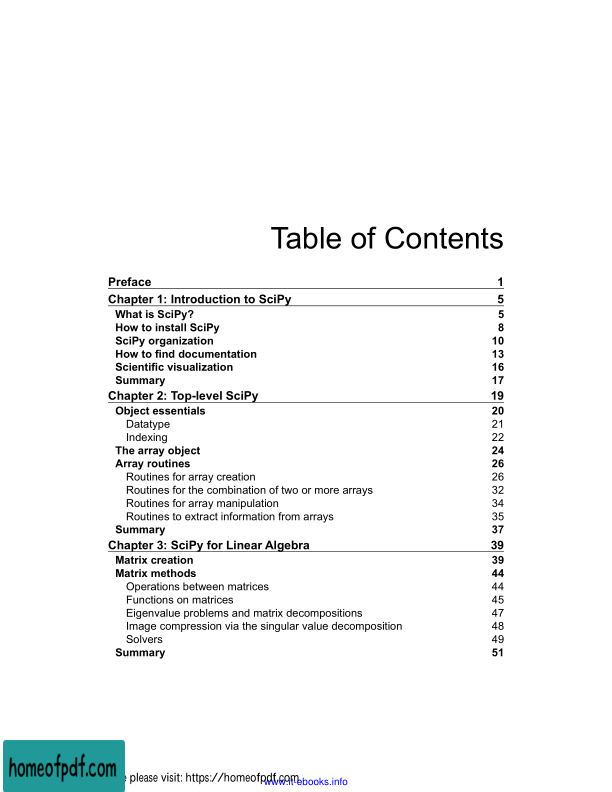 Table of Contents
Preface 1
Chapter 1: Introduction to SciPy 5
What is SciPy? 5
How to install SciPy 8
SciPy organization 10
How to find documentation 13
Scientific visualization 16
Summary 17
Chapter 2: Top-level SciPy 19
Object essentials 20
Datatype 21
Indexing 22
The array object 24
Array routines 26
Routines for array creation 26
Routines for the combination of two or more arrays 32
Routines for array manipulation 34
Routines to extract information from arrays 35
Summary 37
Chapter 3: SciPy for Linear Algebra 39
Matrix creation 39
Matrix methods 44
Operations between matrices 44
Functions on matrices 45
Eigenvalue problems and matrix decompositions 47
Image compression via the singular value decomposition 48
Solvers 49
Summary 51
homeofpdf.com
please visit: https://homeofpdf.com
www.it-ebooks.info